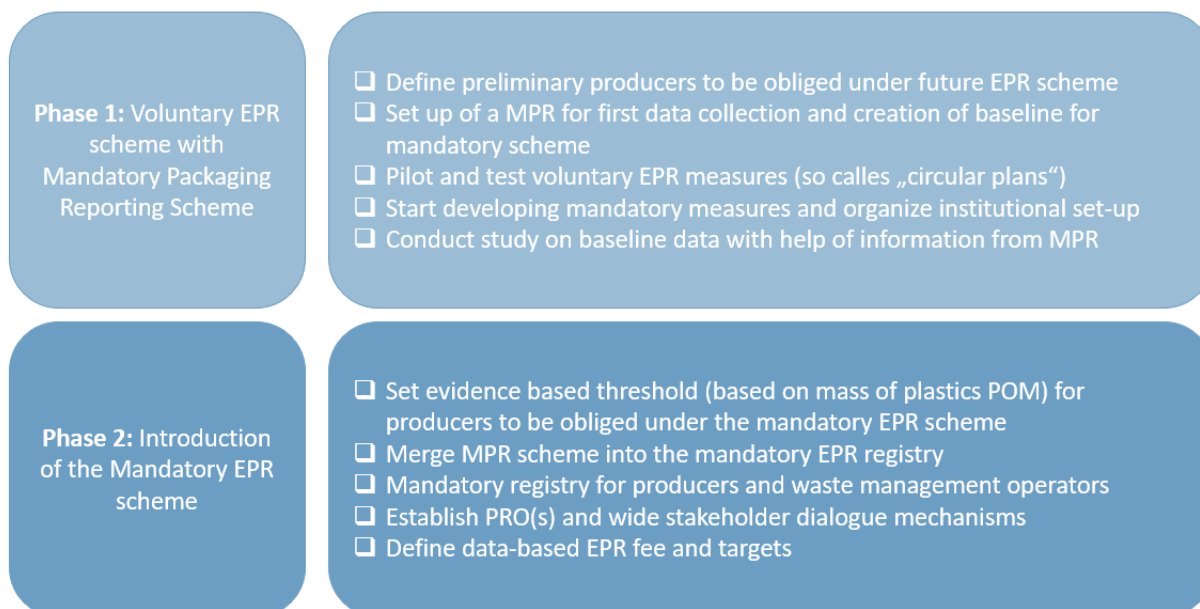 Phase 1: Voluntary EPR
scheme with
Mandatory Packaging
Reporting Scheme
❑ Define preliminary producers to be obliged under future EPR scheme
❑ Set up of a MPR for first data collection and creation of baseline for
mandatory scheme
❑ Pilot and test voluntary EPR measures (so calles „circular plans“)
❑ Start developing mandatory measures and organize institutional set-up
❑ Conduct study on baseline data with help of information from MPR
Phase 2: Introduction
of the Mandatory EPR
scheme
❑ Set evidence based threshold (based on mass of plastics POM) for
producers to be obliged under the mandatory EPR scheme
❑ Merge MPR scheme into the mandatory EPR registry
❑ Mandatory registry for producers and waste management operators
❑ Establish PRO(s) and wide stakeholder dialogue mechanisms
❑ Define data-based EPR fee and targets